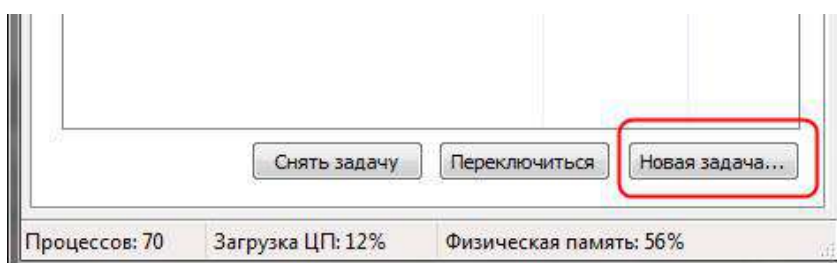 Снять задачу Переключиться Новая задача...
Процессов: 70 Загрузка ЦП: 12% Физическая память: 56%